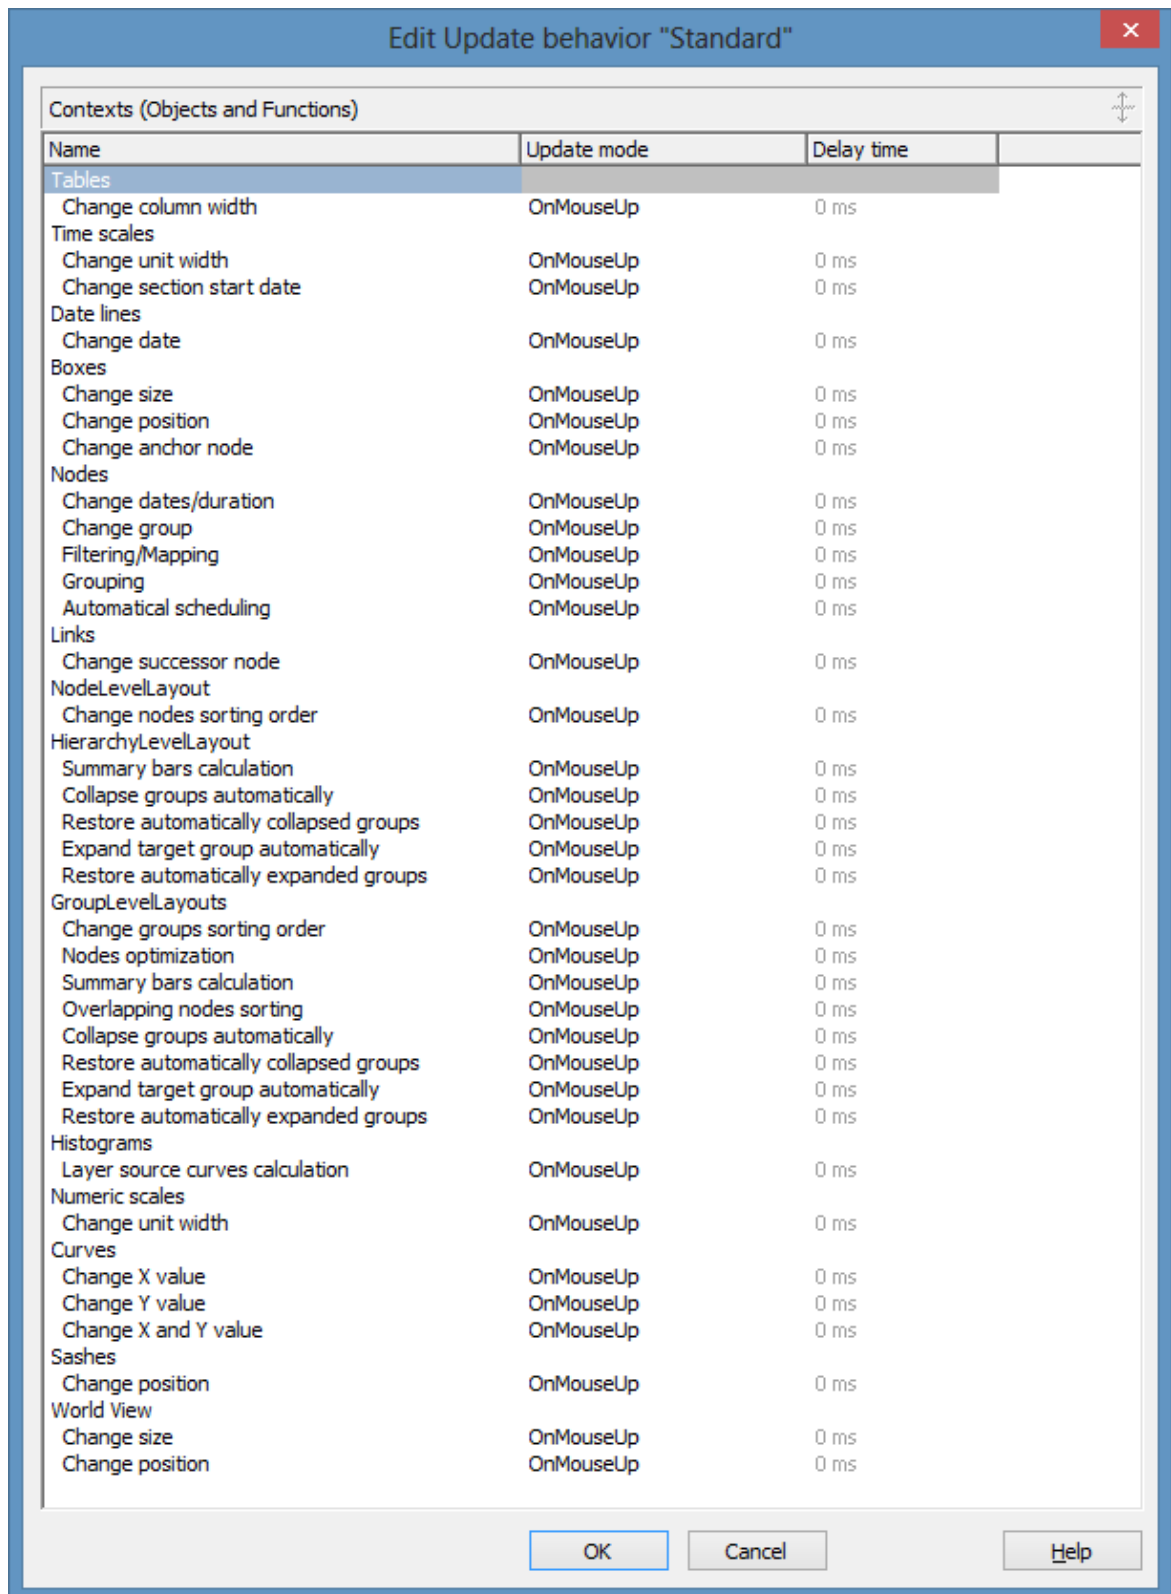 Edit Update behavior "Standard"
Contexts (Objects and Functions)
Name Update mode Delay time
Tables
Change column width OnMouseUp 0 ms
Time scales
Change unit width OnMouseUp 0 ms
Change section start date OnMouseUp 0 ms
Date lines
Change date OnMouseUp 0 ms
Boxes
Change size OnMouseUp 0 ms
Change position OnMouseUp 0 ms
Change anchor node OnMouseUp 0 ms
Nodes
Change dates/duration OnMouseUp 0 ms
Change group OnMouseUp 0 ms
Filtering/Mapping OnMouseUp 0 ms
Grouping OnMouseUp 0 ms
Automatical scheduling OnMouseUp 0 ms
Links
Change successor node OnMouseUp 0 ms
NodeLevelLayout
Change nodes sorting order OnMouseUp 0 ms
HierarchyLevelLayout
Summary bars calculation OnMouseUp 0 ms
Collapse groups automatically OnMouseUp 0 ms
Restore automatically collapsed groups OnMouseUp 0 ms
Expand target group automatically OnMouseUp 0 ms
Restore automatically expanded groups OnMouseUp 0 ms
GroupLevelLayouts
Change groups sorting order OnMouseUp 0 ms
Nodes optimization OnMouseUp 0 ms
Summary bars calculation OnMouseUp 0 ms
Overlapping nodes sorting OnMouseUp 0 ms
Collapse groups automatically OnMouseUp 0 ms
Restore automatically collapsed groups OnMouseUp 0 ms
Expand target group automatically OnMouseUp 0 ms
Restore automatically expanded groups OnMouseUp 0 ms
Histograms
Layer source curves calculation OnMouseUp 0 ms
Numeric scales
Change unit width OnMouseUp 0 ms
Curves
Change X value OnMouseUp 0 ms
Change Y value OnMouseUp 0 ms
Change X and Y value OnMouseUp 0 ms
Sashes
Change position OnMouseUp 0 ms
World View
Change size OnMouseUp 0 ms
Change position OnMouseUp 0 ms
OK Cancel Help